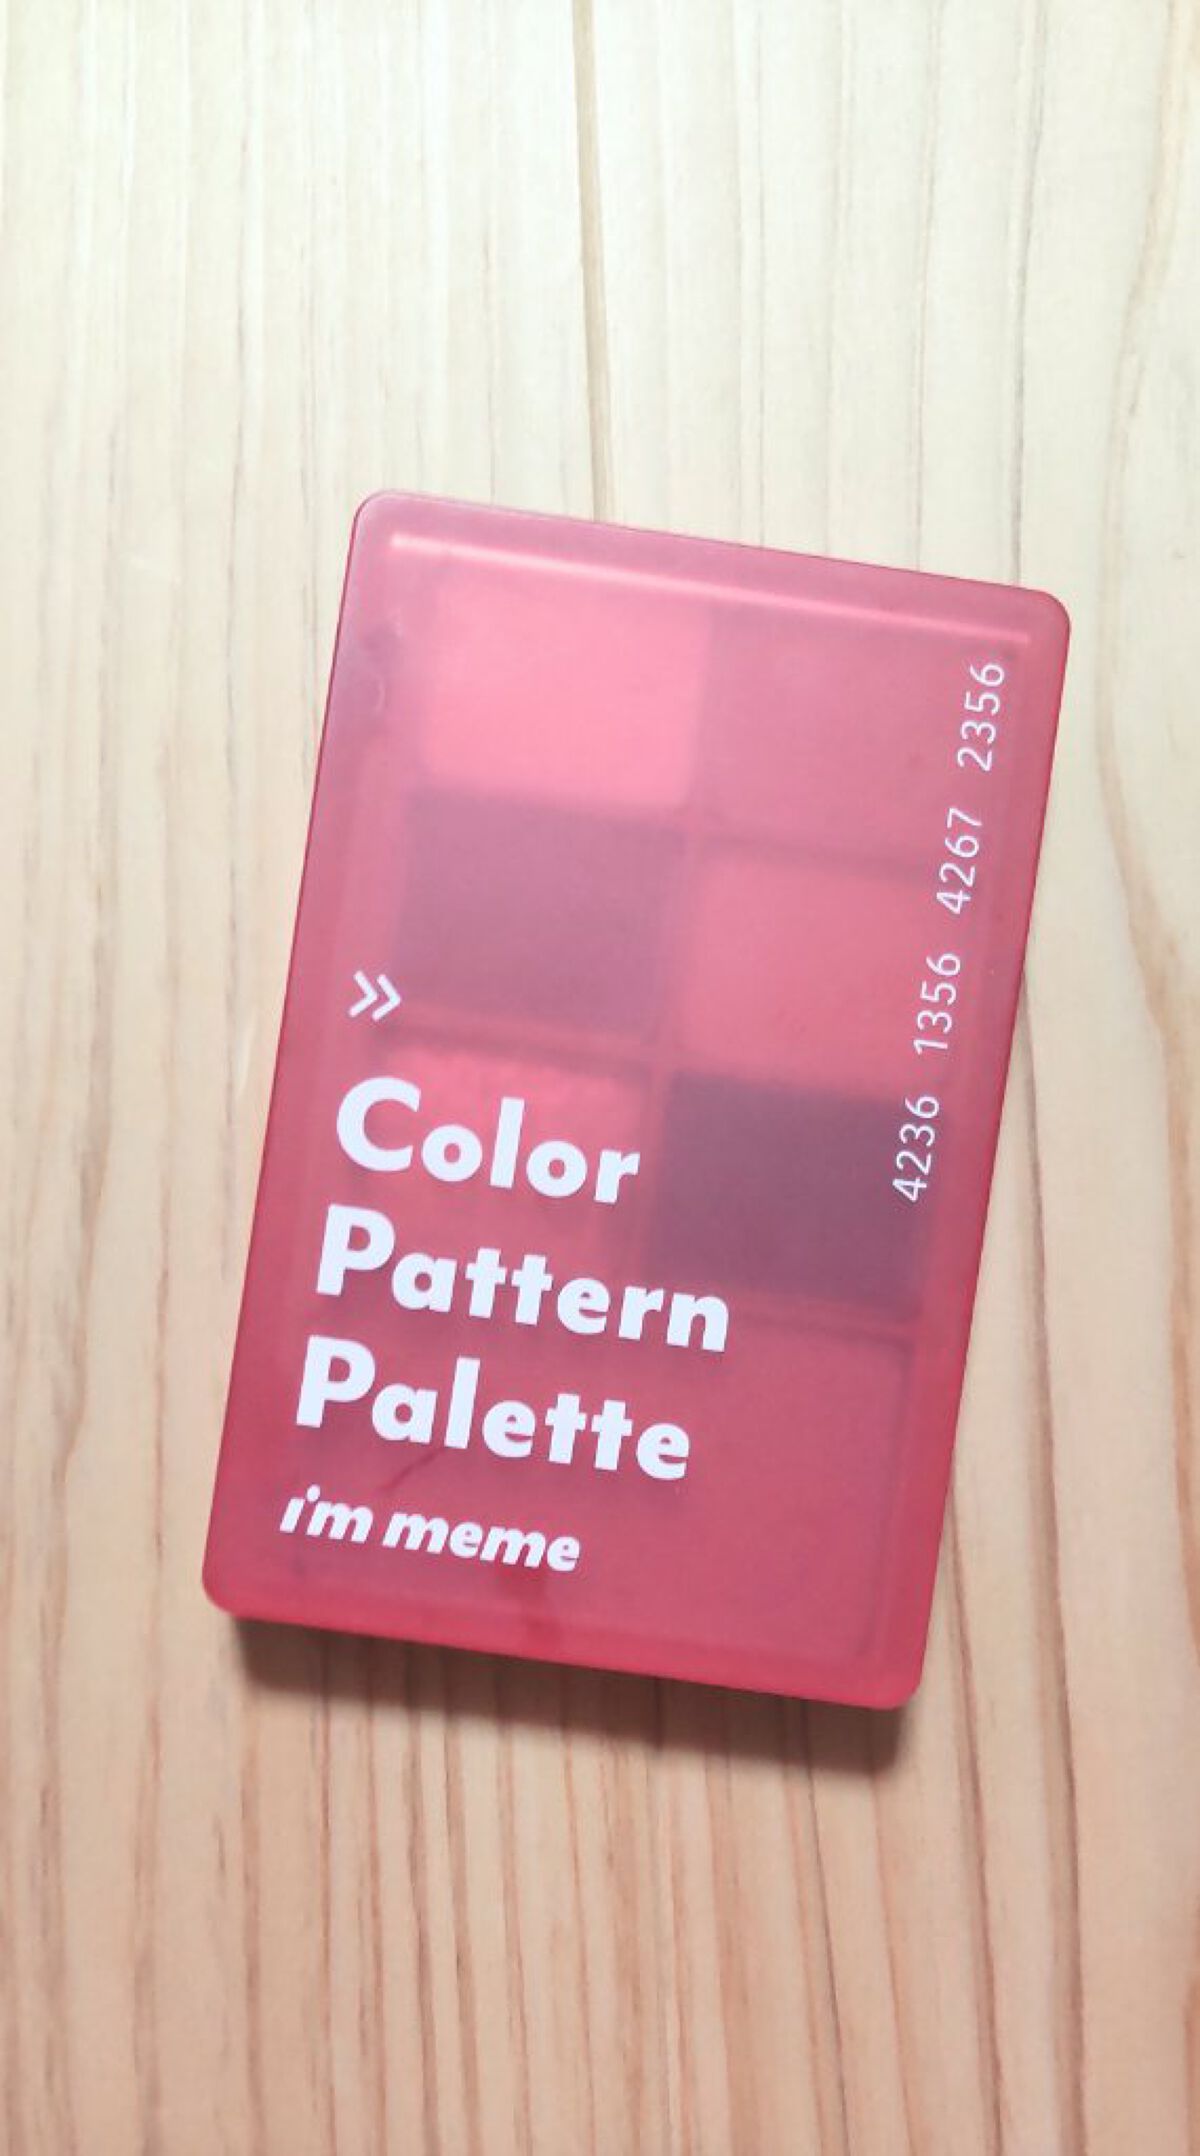 »
Color
Pattern
Palette
i'm meme
4236 1356 4267 2356